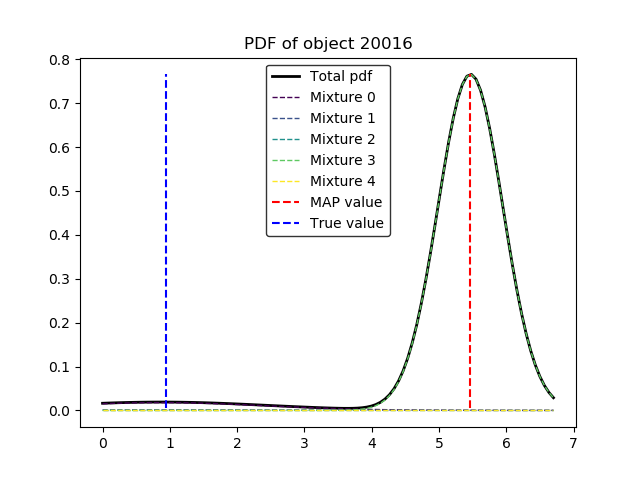 PDF of object 20016
0.8
0.7
0.6
0.5
0.4
0.3
0.2
0.1
0.0
Total pdf
Mixture 0
Mixture 1
Mixture 2
Mixture 3
Mixture 4
MAP value
True value
0 1 2 3 4 5 6 7